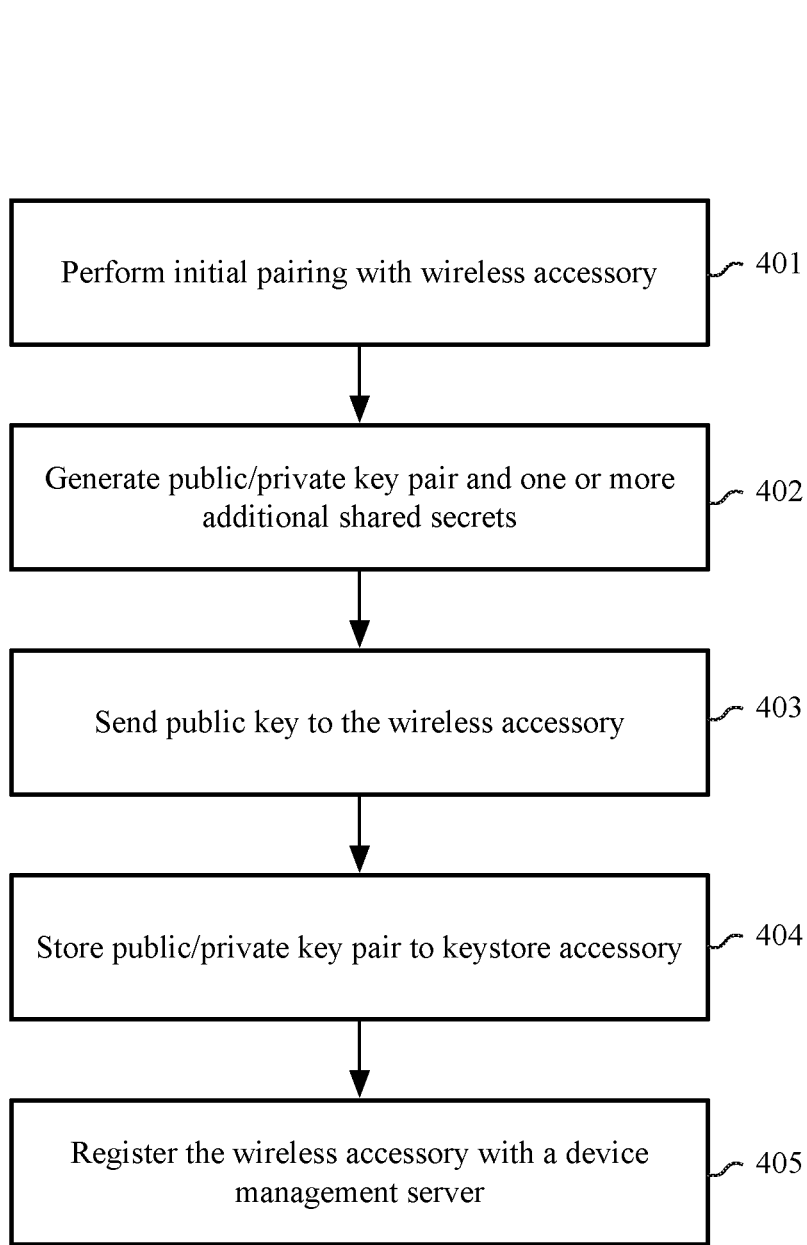 Perform initial pairing with wireless accessory
401
Generate public/private key pair and one or more
additional shared secrets
402
Send public key to the wireless accessory
403
Store public/private key pair to keystore accessory
404
Register the wireless accessory with a device
management server
405